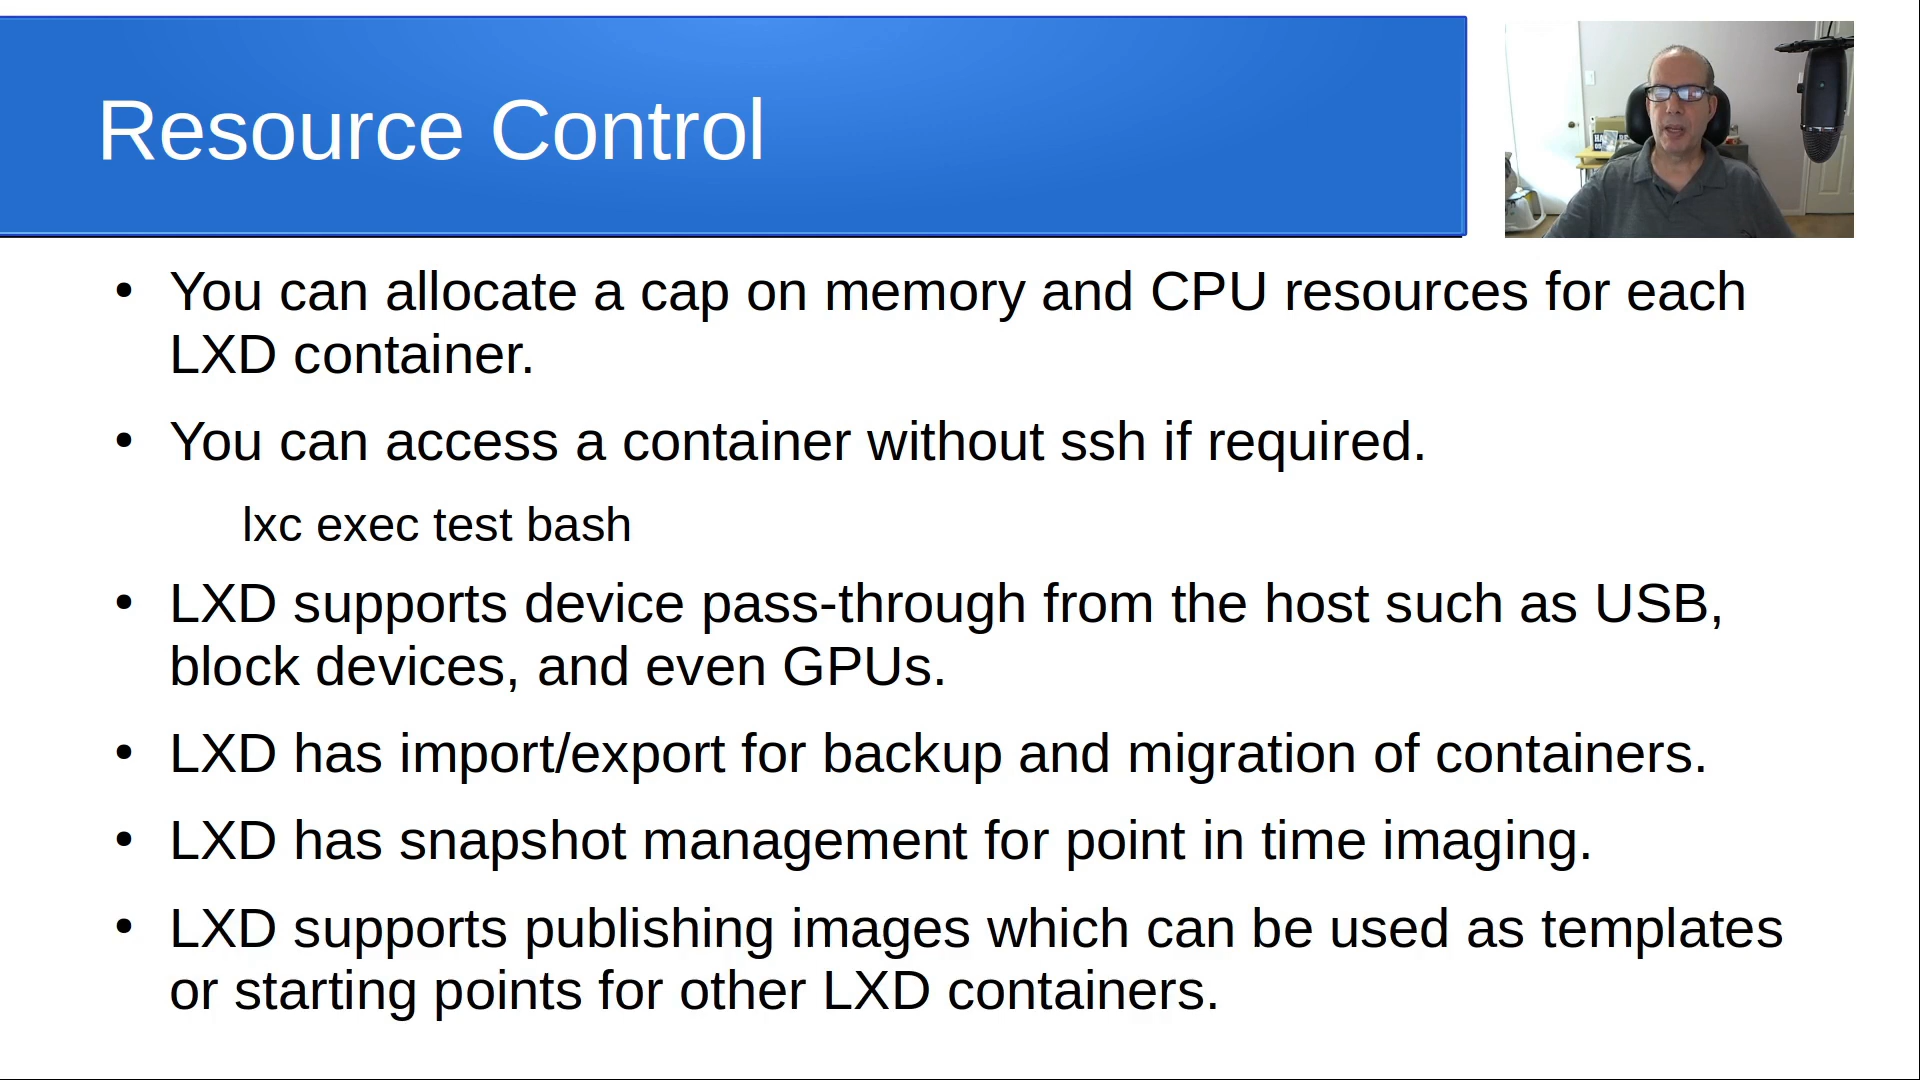 Resource Control
• You can allocate a cap on memory and CPU resources for each
LXD container.
• You can access a container without ssh if required.
lxc exec test bash
• LXD supports device pass-through from the host such as USB,
block devices, and even GPUs.
• LXD has import/export for backup and migration of containers.
• LXD has snapshot management for point in time imaging.
• LXD supports publishing images which can be used as templates
or starting points for other LXD containers.